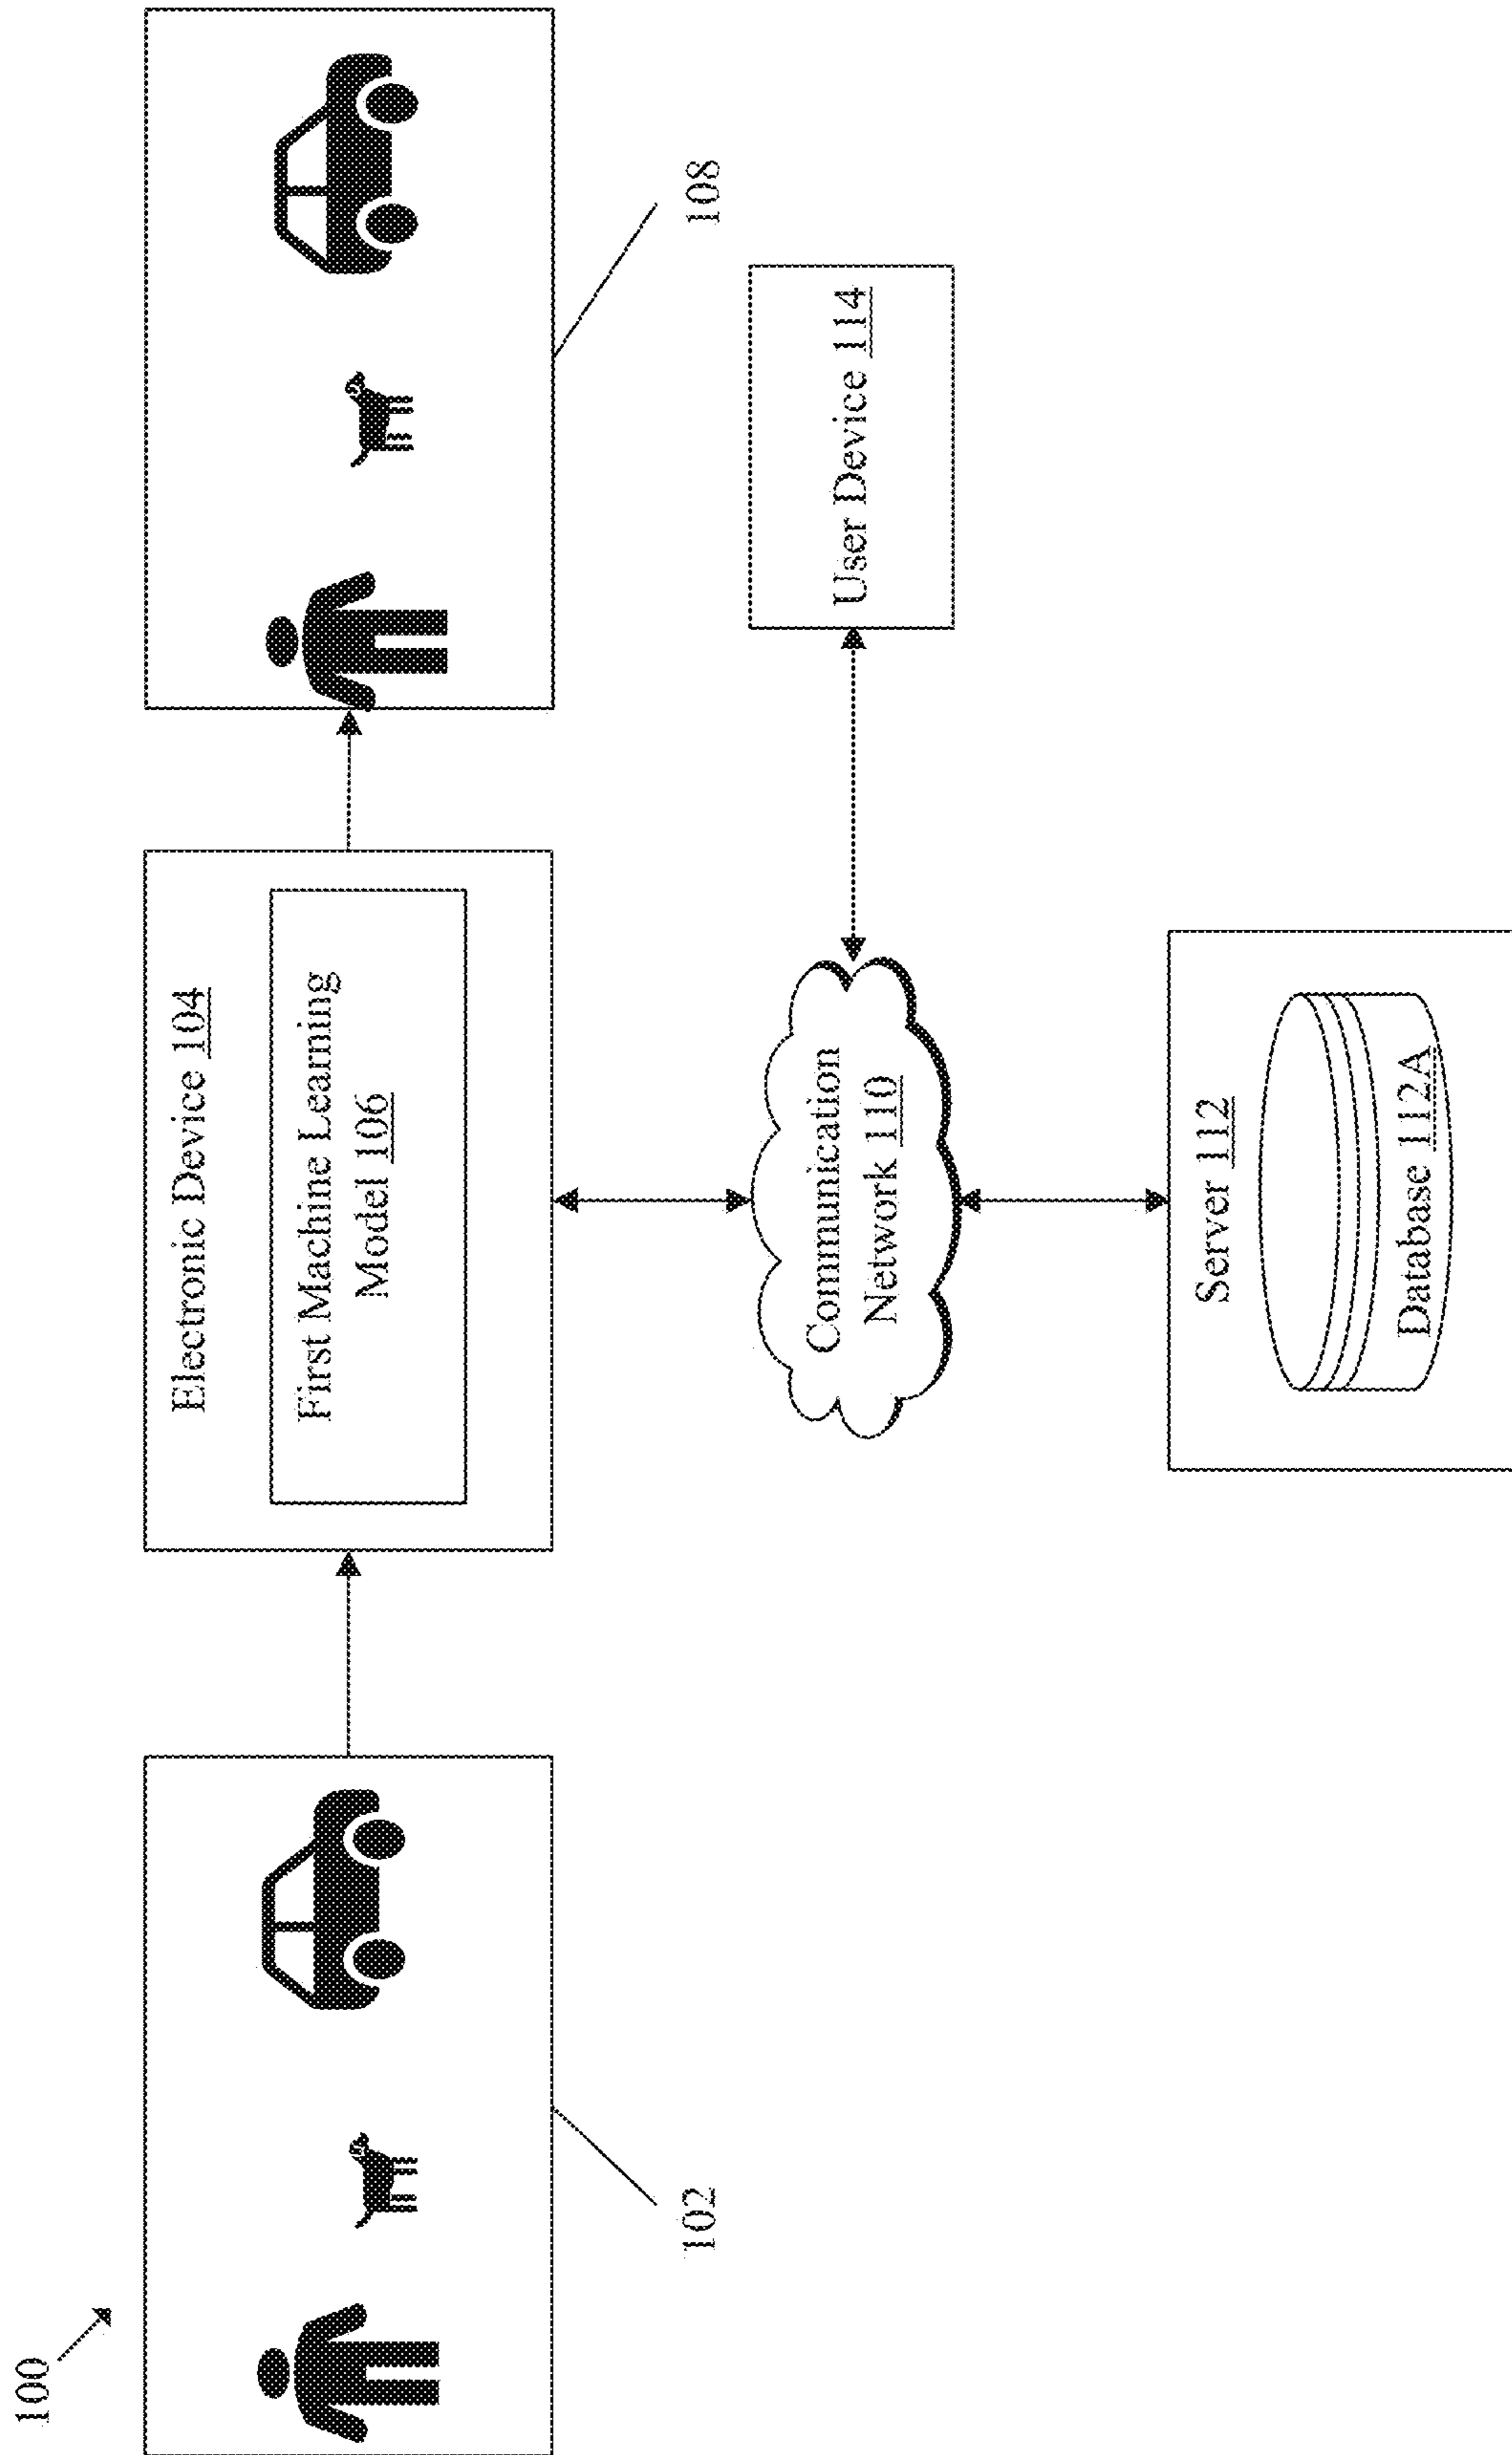 100
102
Electronic Device 104
First Machine Learning
Model 106
108
Communication
Network 110
User Device 114
Server 112
Database 112A